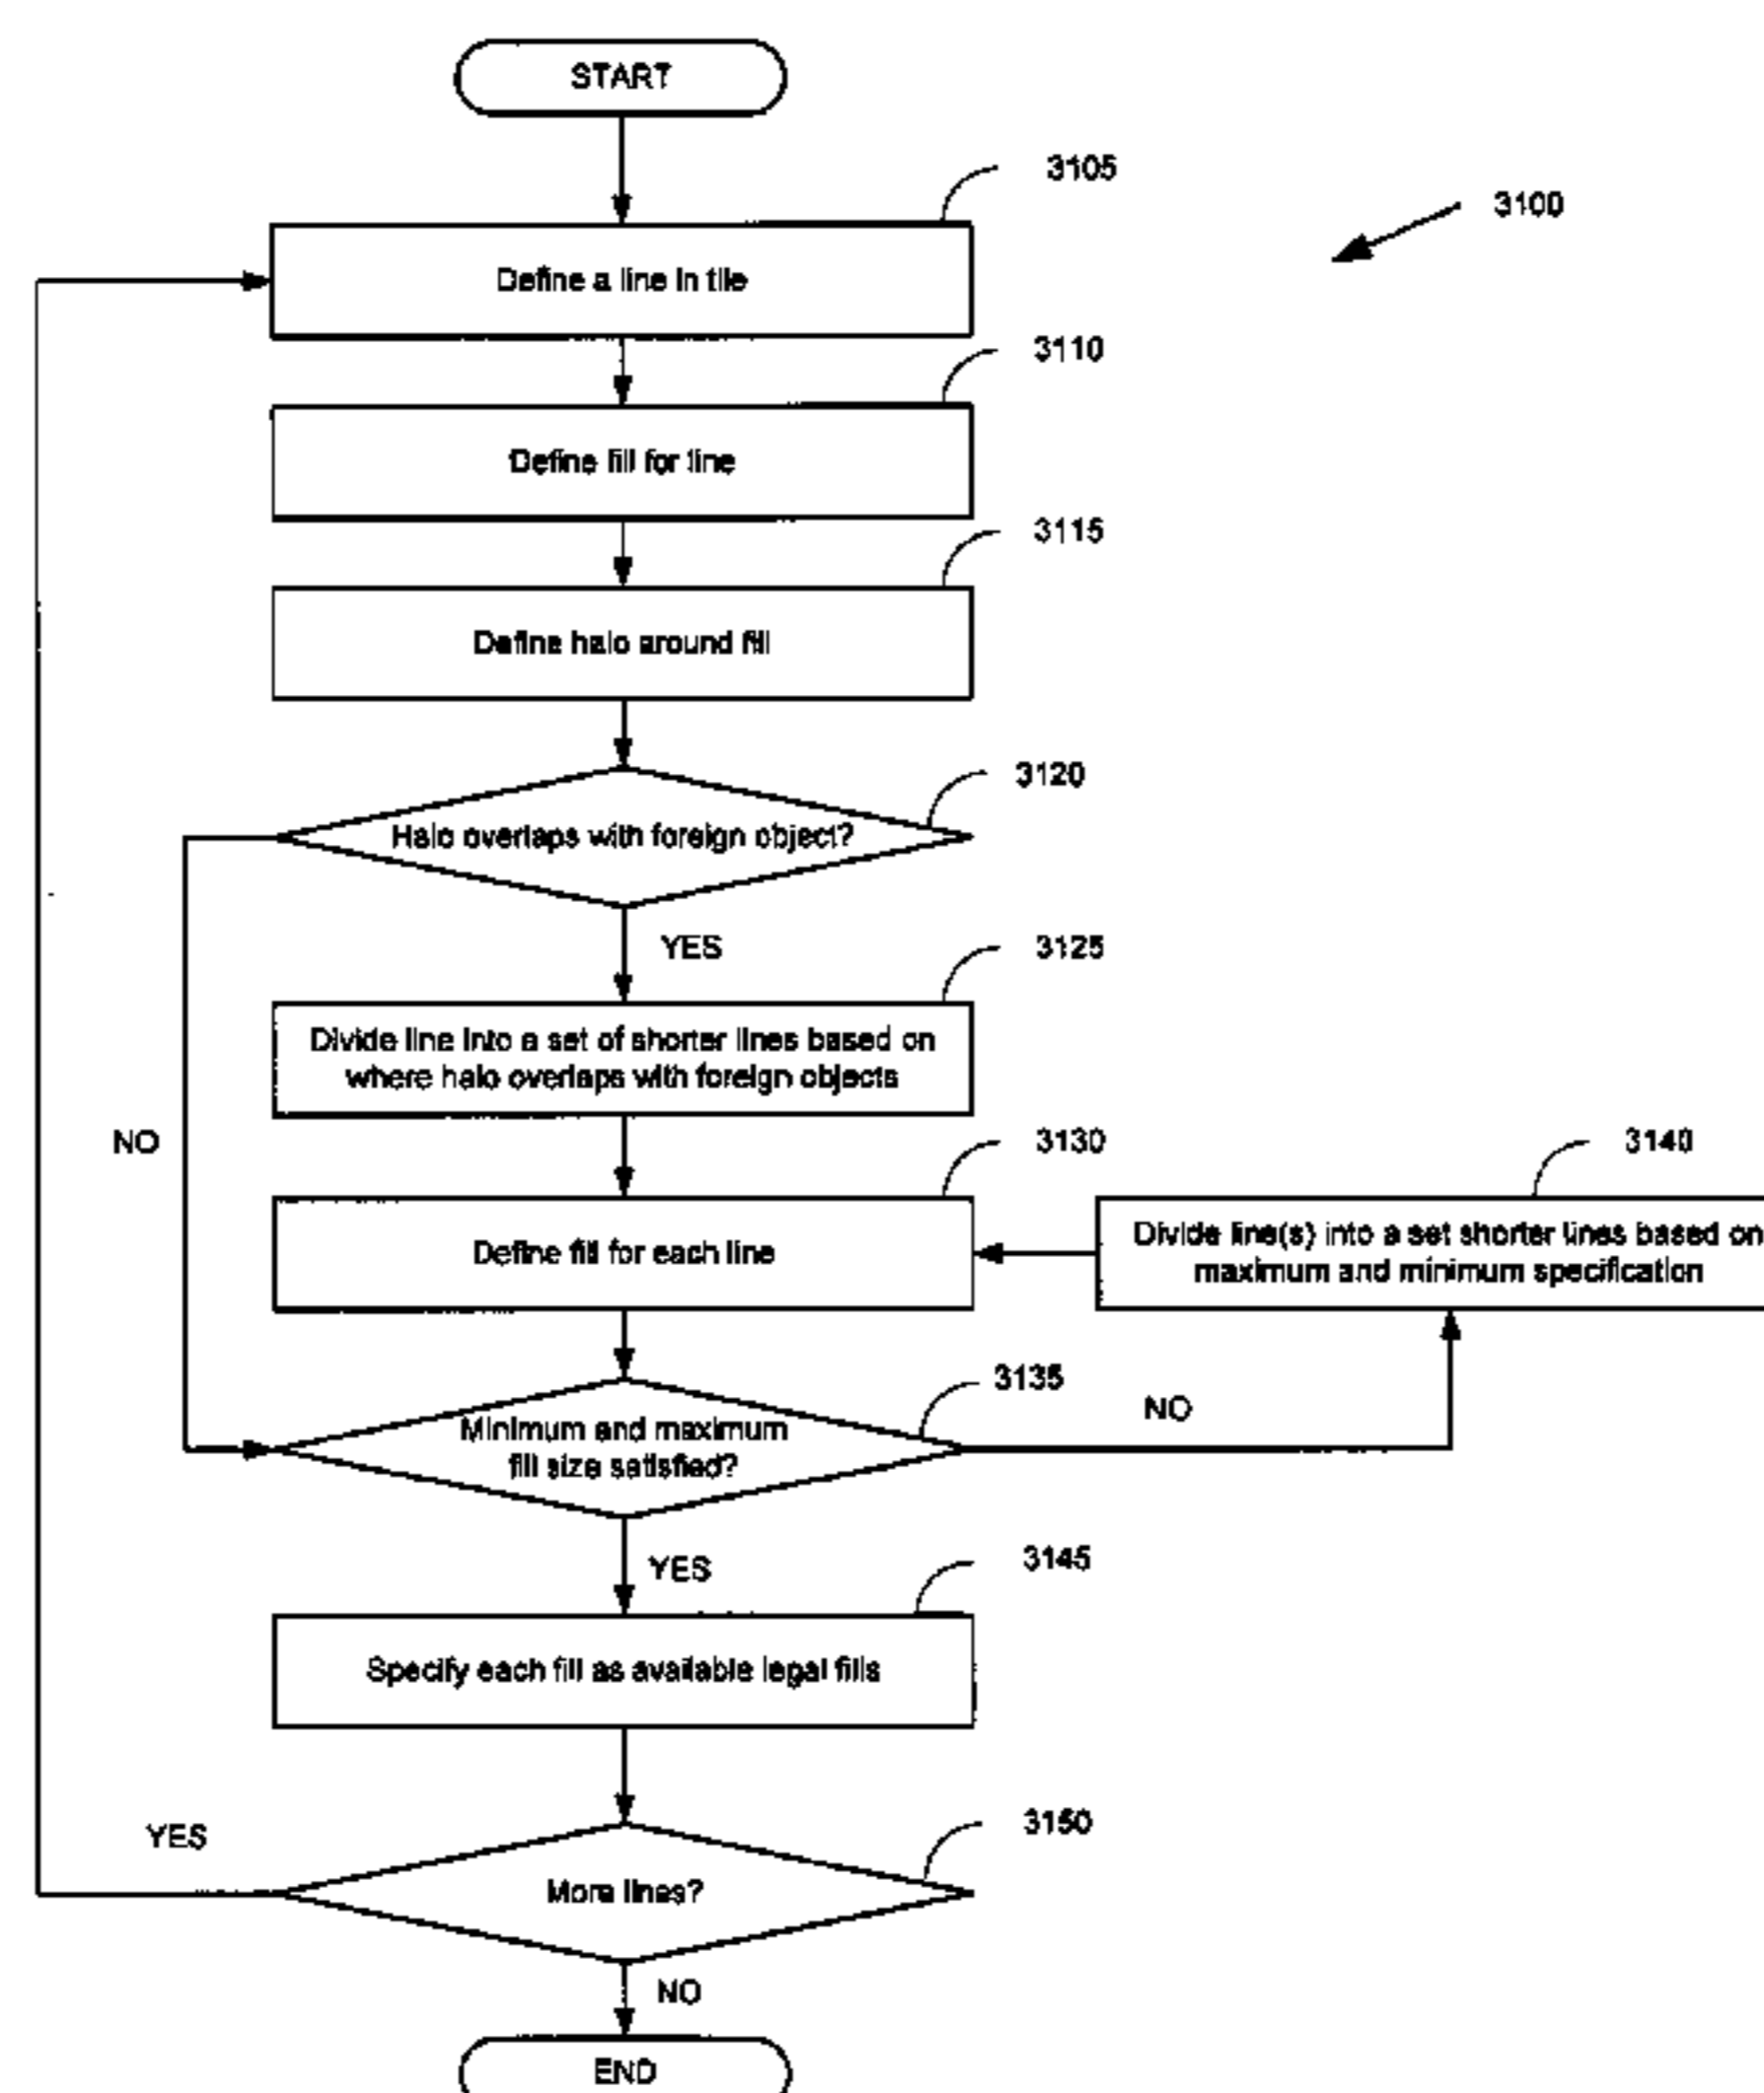 START
3105
3100
Define a line in tile
3110
Define fill for line
3115
Define halo around fill
3120
Halo overlaps with foreign object?
YES
3125
Divide line into a set of shorter lines based on
where halo overlaps with foreign objects
NO
3130
3140
Define fill for each line
Divide line(s) into a set shorter lines based on
maximum and minimum specification
3135
NO
Minimum and maximum
fill size satisfied?
YES
3145
Specify each fill as available legal fills
3150
YES
More lines?
NO
END